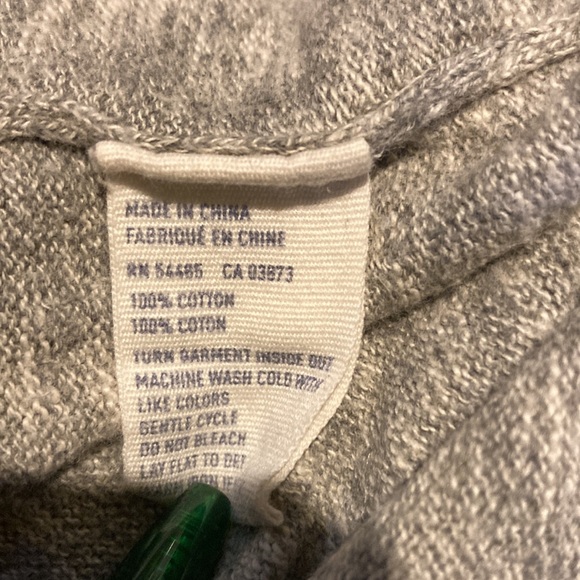 MADE IN CHINA
FABRIQUÉ EN CHINE
RN 54485 CA 03873
100% COTTON
100% COTON
TURN GARMENT INSIDE OUT
MACHINE WASH COLD WITH
LIKE COLORS
GENTLE CYCLE
DO NOT BLEACH
LAY FLAT TO